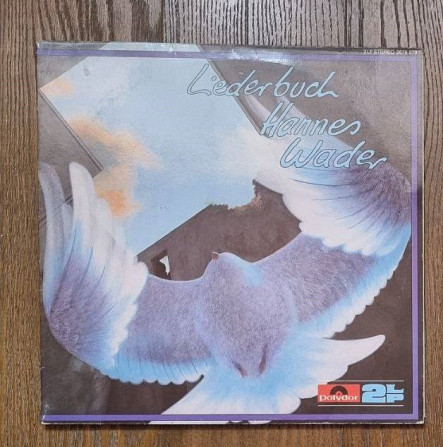 Liederbuch
Hannes
Wader
Polydor
2LP